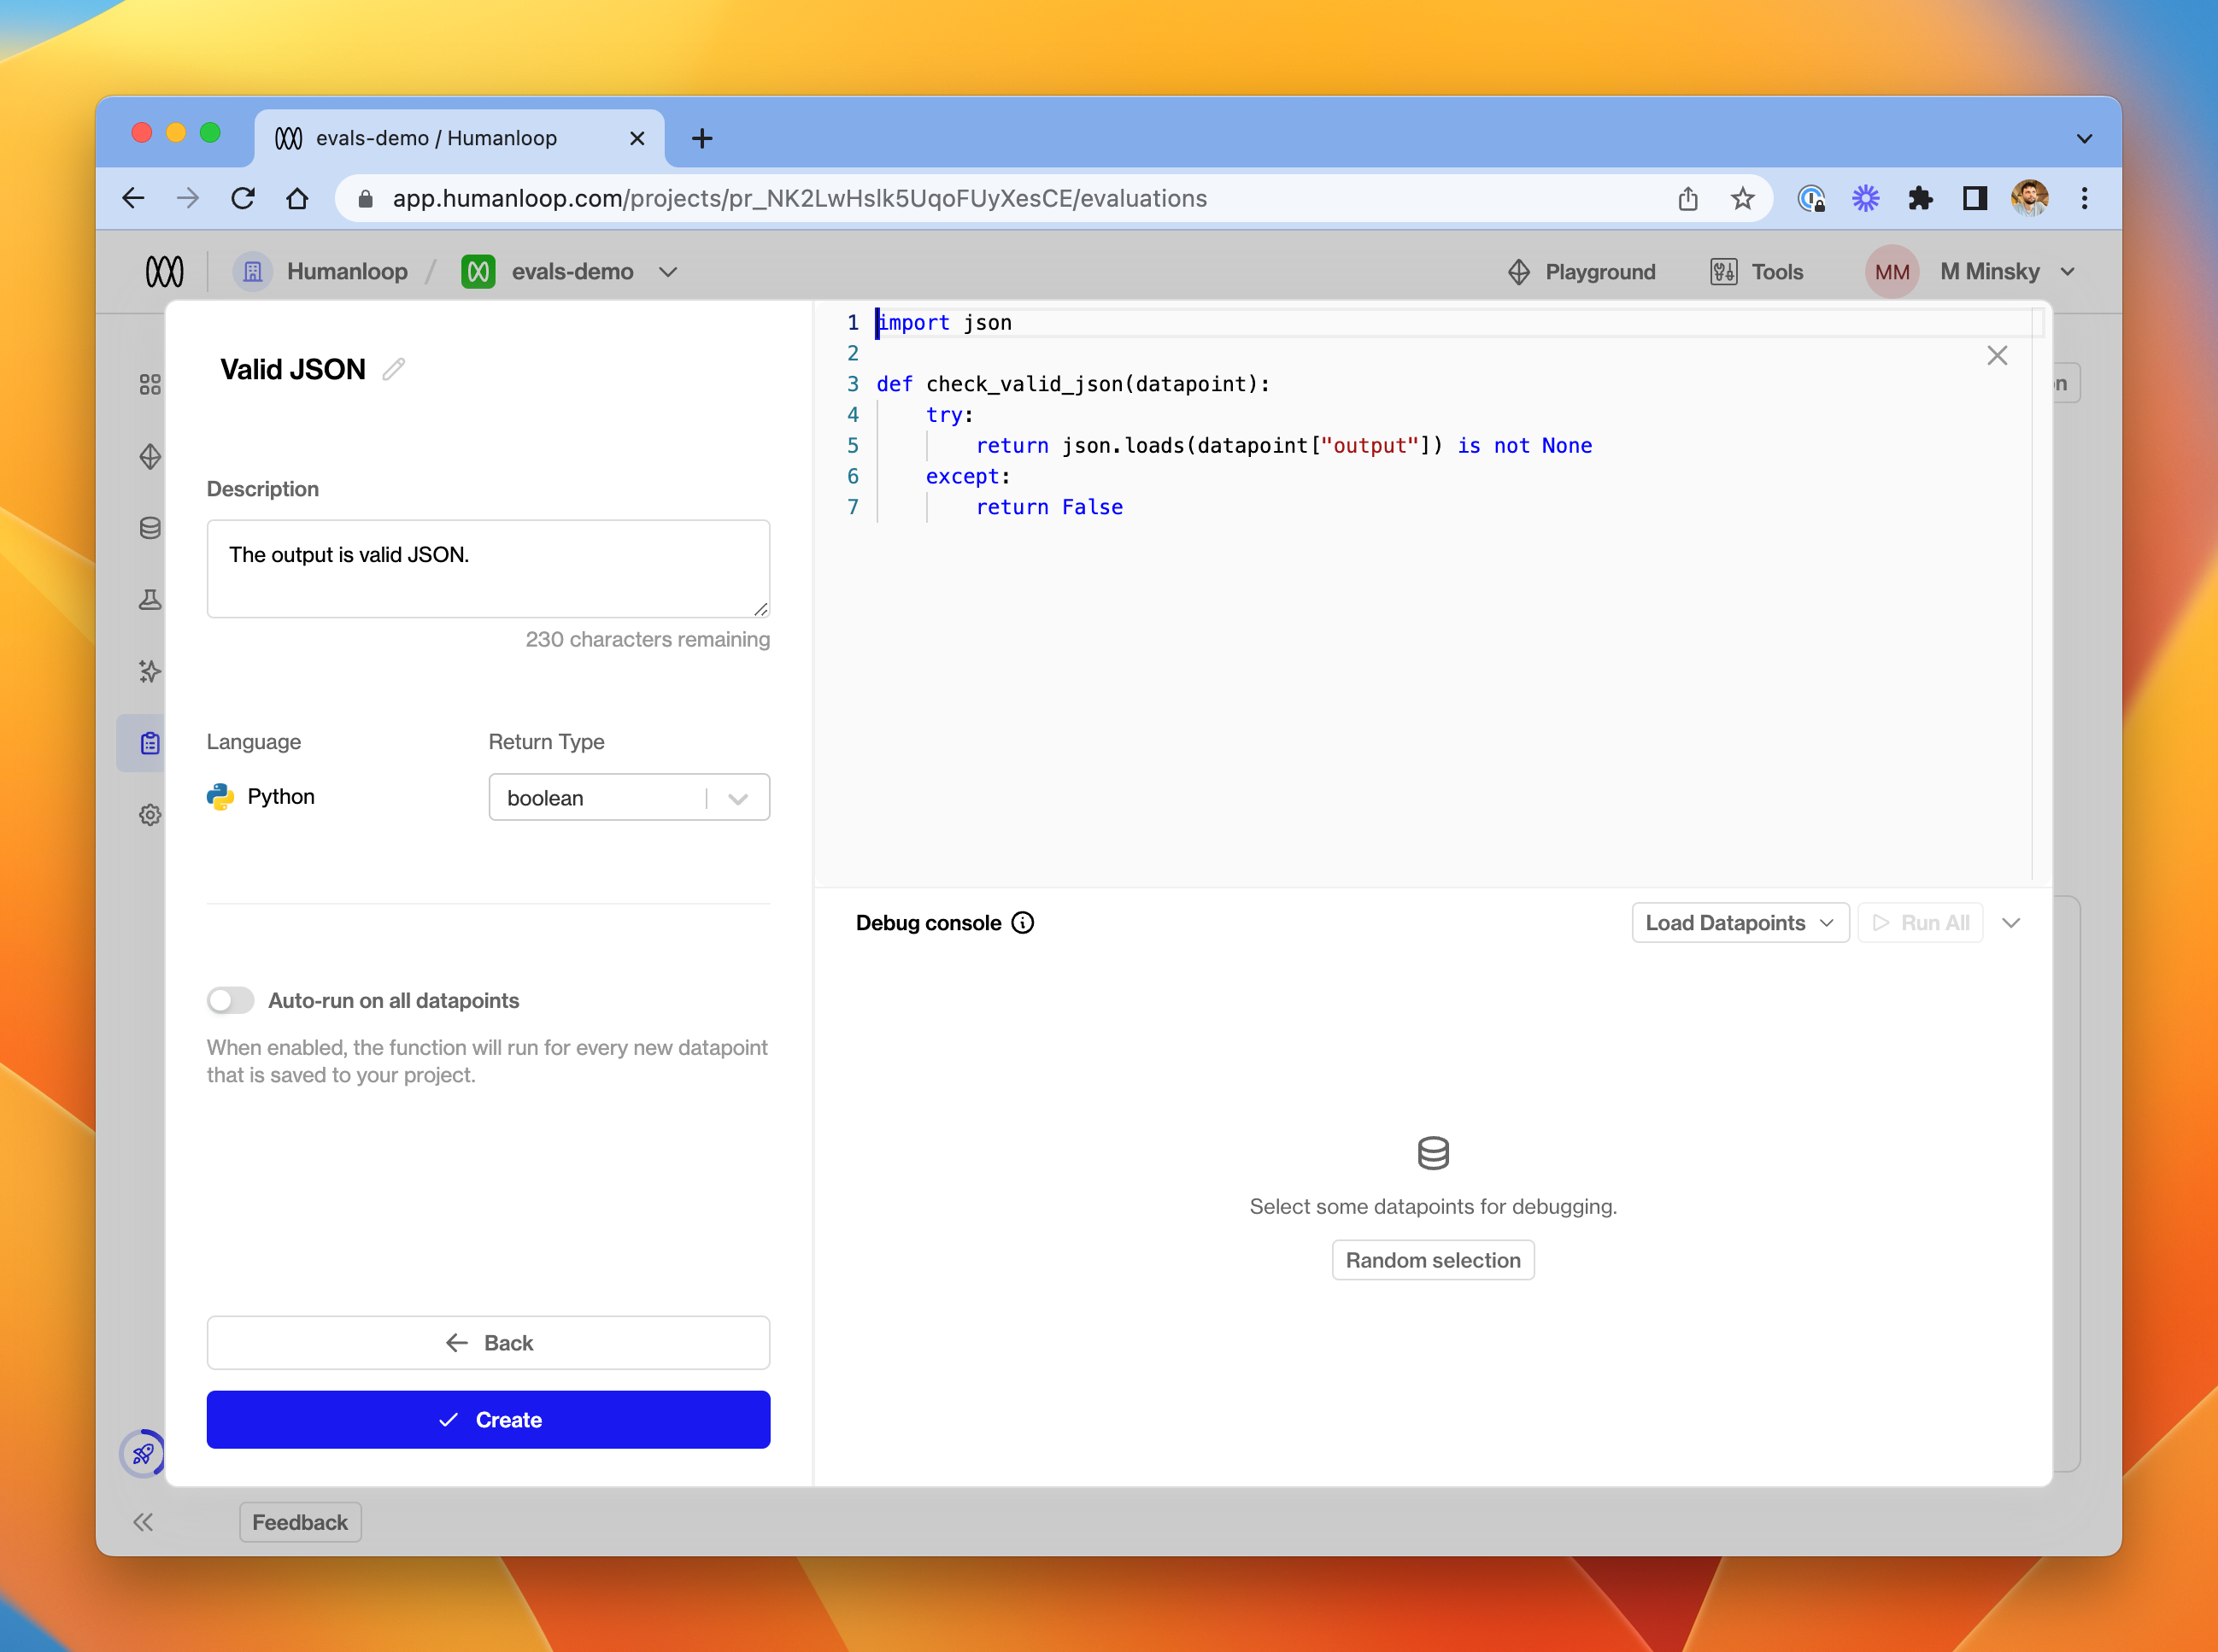 evals-demo / Humanloop
app.humanloop.com/projects/pr_NK2LwHslk5UqoFUyXesCE/evaluations
Humanloop / evals-demo
Playground
Tools
MM
M Minsky
Valid JSON
Description
The output is valid JSON.
230 characters remaining
Language
Return Type
Python
boolean
Auto-run on all datapoints
When enabled, the function will run for every new datapoint
that is saved to your project.
Back
Create
1 import json
2
3 def check_valid_json(datapoint):
4 try:
5 return json.loads(datapoint["output"]) is not None
6 except:
7 return False
Debug console
Load Datapoints
Run All
Select some datapoints for debugging.
Random selection
Feedback